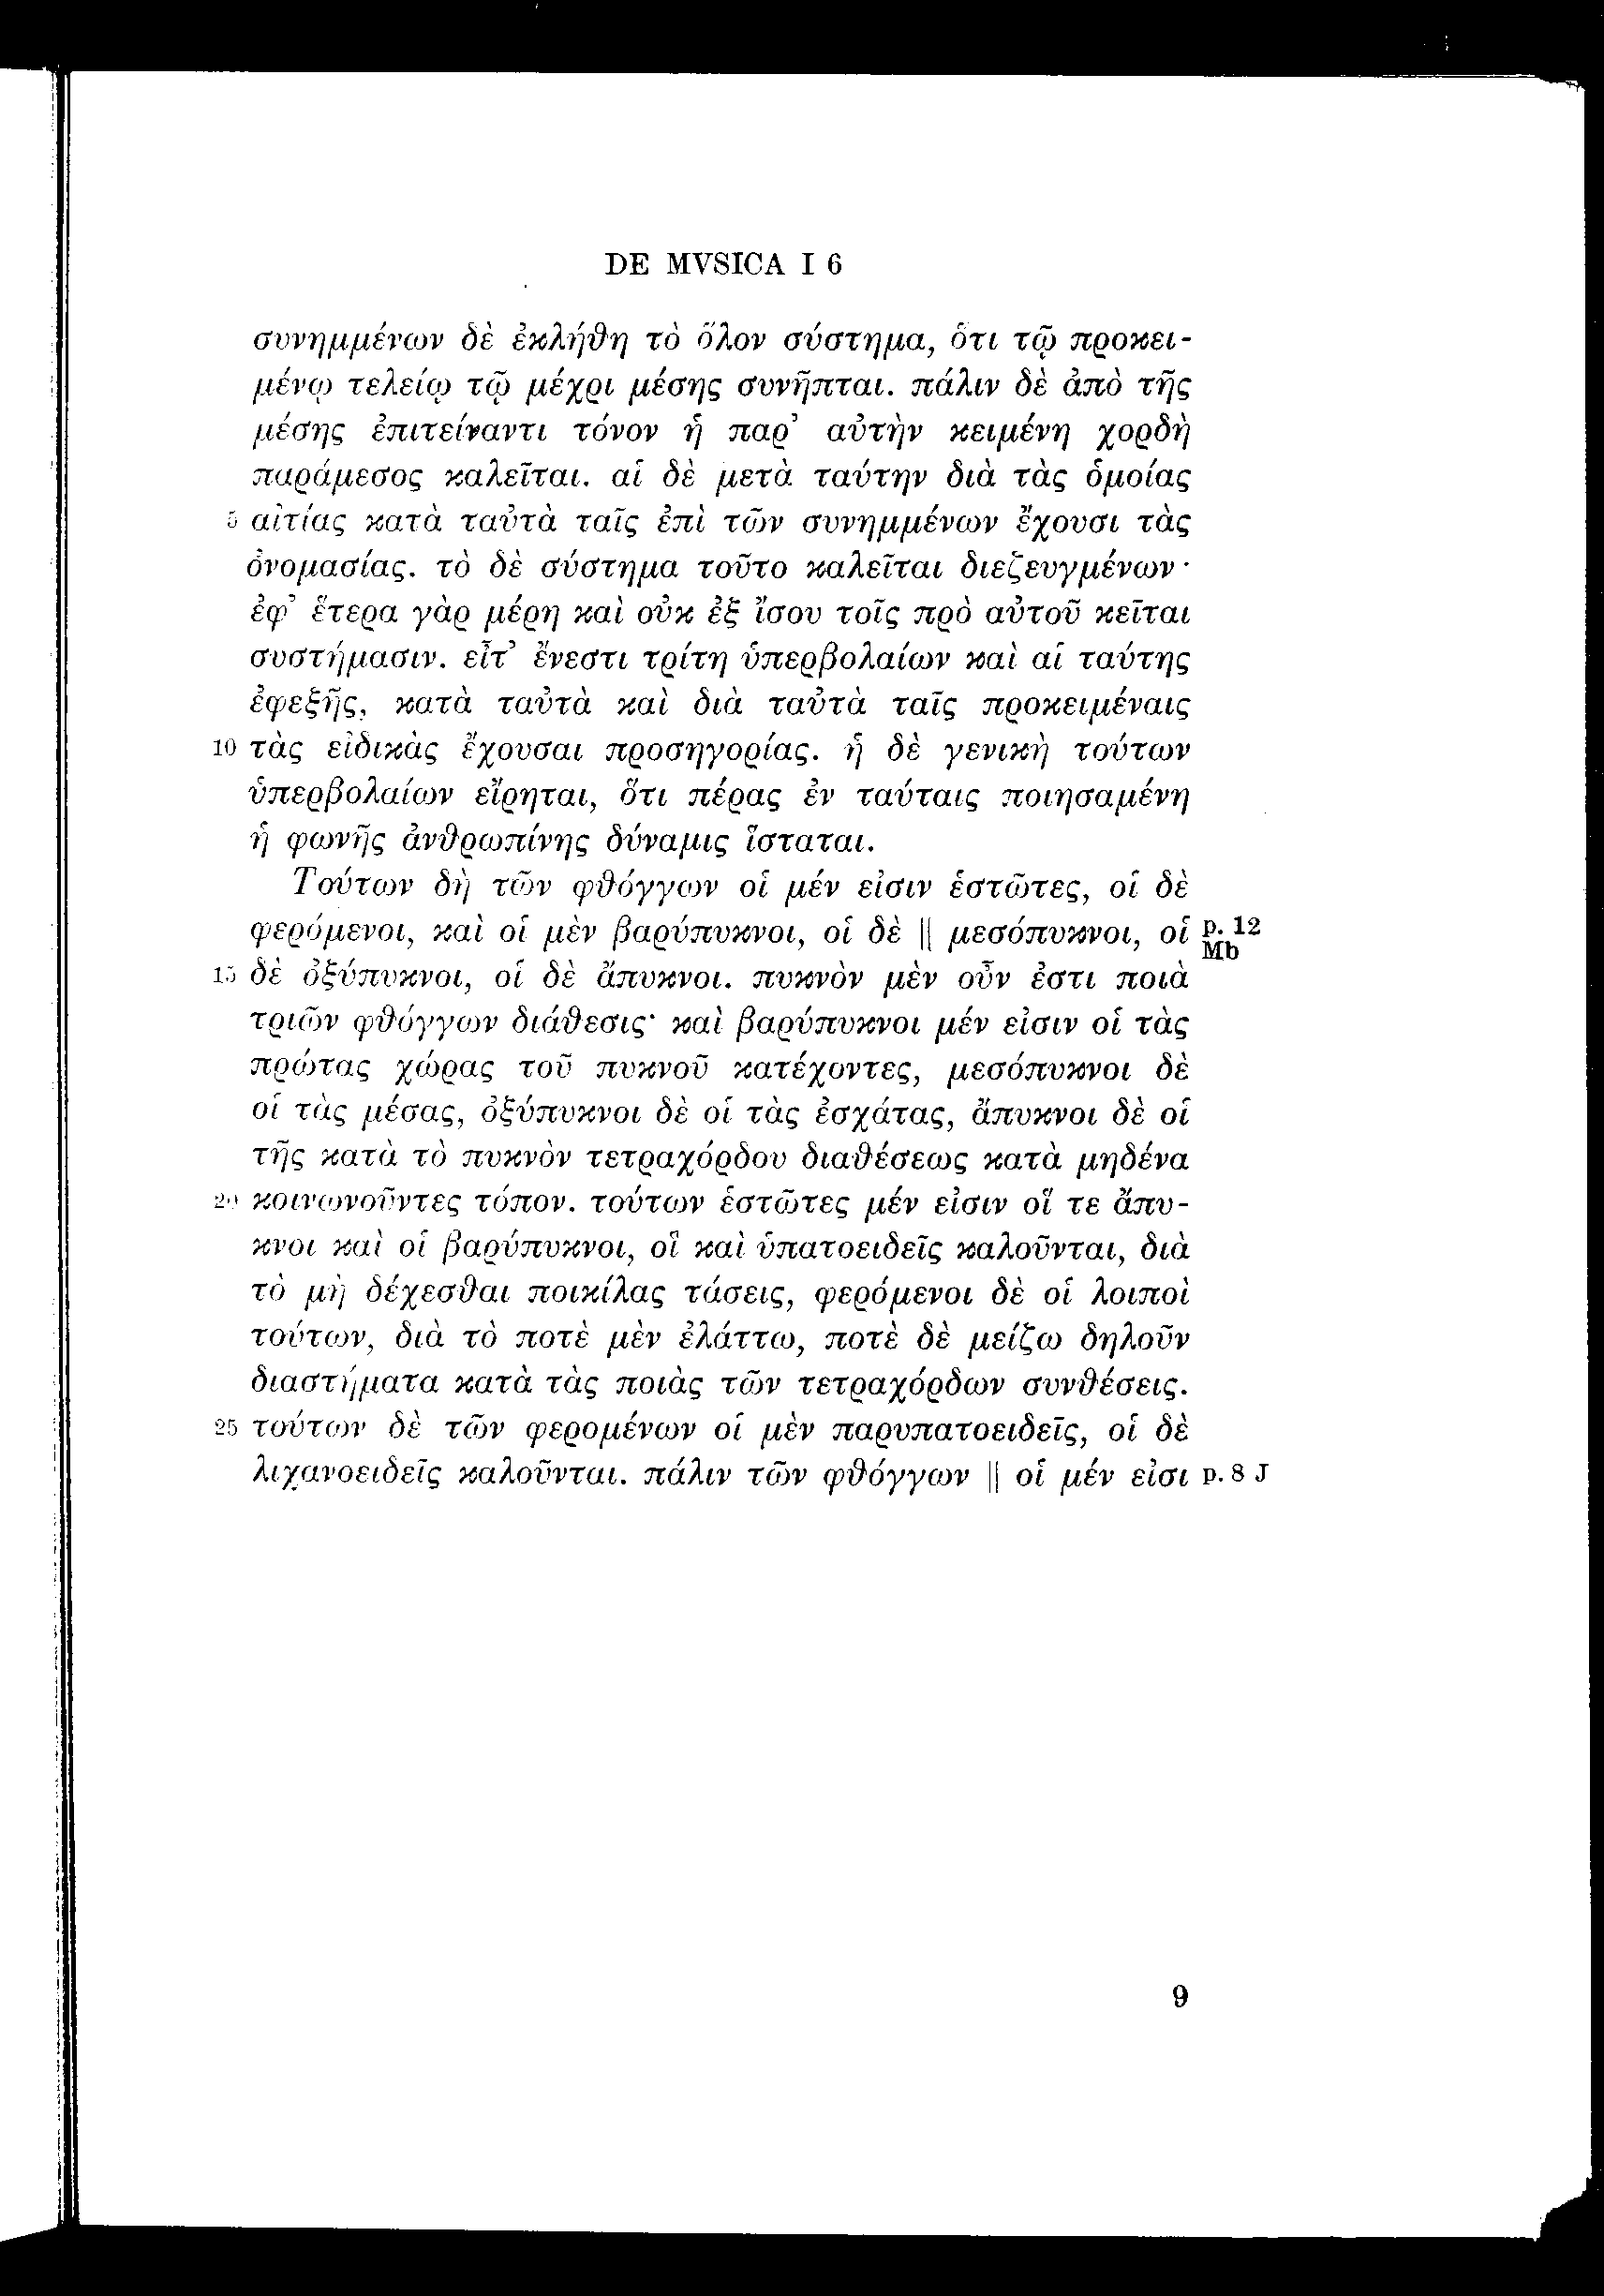 DE MVSICA I 6
συνημμένων δὲ ἐκλήθη τὸ ὅλον σύστημα, ὅτι τῷ προκει-
μένῳ τελείῳ τῷ μέχρι μέσης συνῆπται. πάλιν δὲ ἀπὸ τῆς
μέσης ἐπιτείναντι τόνον ἡ παρ’ αὐτὴν κειμένη χορδὴ
παράμεσος καλεῖται. αἱ δὲ μετὰ ταύτην διὰ τὰς ὁμοίας
5 αἰτίας κατὰ ταὐτὰ ταῖς ἐπὶ τῶν συνημμένων ἔχουσι τὰς
ὀνομασίας. τὸ δὲ σύστημα τοῦτο καλεῖται διεζευγμένων·
ἐφ’ ἕτερα γὰρ μέρη καὶ οὐκ ἐξ ἴσου τοῖς πρὸ αὐτοῦ κεῖται
συστήμασιν. εἶτ’ ἔνεστι τρίτη ὑπερβολαίων καὶ αἱ ταύτης
ἐφεξῆς, κατὰ ταὐτὰ καὶ διὰ ταὐτὰ ταῖς προκειμέναις
10 τὰς εἰδικὰς ἔχουσαι προσηγορίας. ἡ δὲ γενικὴ τούτων
ὑπερβολαίων εἴρηται, ὅτι πέρας ἐν ταύταις ποιησαμένη
ἡ φωνῆς ἀνθρωπίνης δύναμις ἵσταται.
Τούτων δὴ τῶν φθόγγων οἱ μέν εἰσιν ἑστῶτες, οἱ δὲ
φερόμενοι, καὶ οἱ μὲν βαρύπυκνοι, οἱ δὲ || μεσόπυκνοι, οἱ p. 12 Mb
15 δὲ ὀξύπυκνοι, οἱ δὲ ἄπυκνοι. πυκνὸν μὲν οὖν ἐστι ποιὰ
τριῶν φθόγγων διάθεσις· καὶ βαρύπυκνοι μέν εἰσιν οἱ τὰς
πρώτας χώρας τοῦ πυκνοῦ κατέχοντες, μεσόπυκνοι δὲ
οἱ τὰς μέσας, ὀξύπυκνοι δὲ οἱ τὰς ἐσχάτας, ἄπυκνοι δὲ οἱ
τῆς κατὰ τὸ πυκνὸν τετραχόρδου διαθέσεως κατὰ μηδένα
20 κοινωνοῦντες τόπον. τούτων ἑστῶτες μέν εἰσιν οἵ τε ἄπυ-
κνοι καὶ οἱ βαρύπυκνοι, οἳ καὶ ὑπατοειδεῖς καλοῦνται, διὰ
τὸ μὴ δέχεσθαι ποικίλας τάσεις, φερόμενοι δὲ οἱ λοιποὶ
τούτων, διὰ τὸ ποτὲ μὲν ἐλάττω, ποτὲ δὲ μείζω δηλοῦν
διαστήματα κατὰ τὰς ποιὰς τῶν τετραχόρδων συνθέσεις.
25 τούτων δὲ τῶν φερομένων οἱ μὲν παρυπατοειδεῖς, οἱ δὲ
λιχανοειδεῖς καλοῦνται. πάλιν τῶν φθόγγων || οἱ μέν εἰσι p. 8 J
9